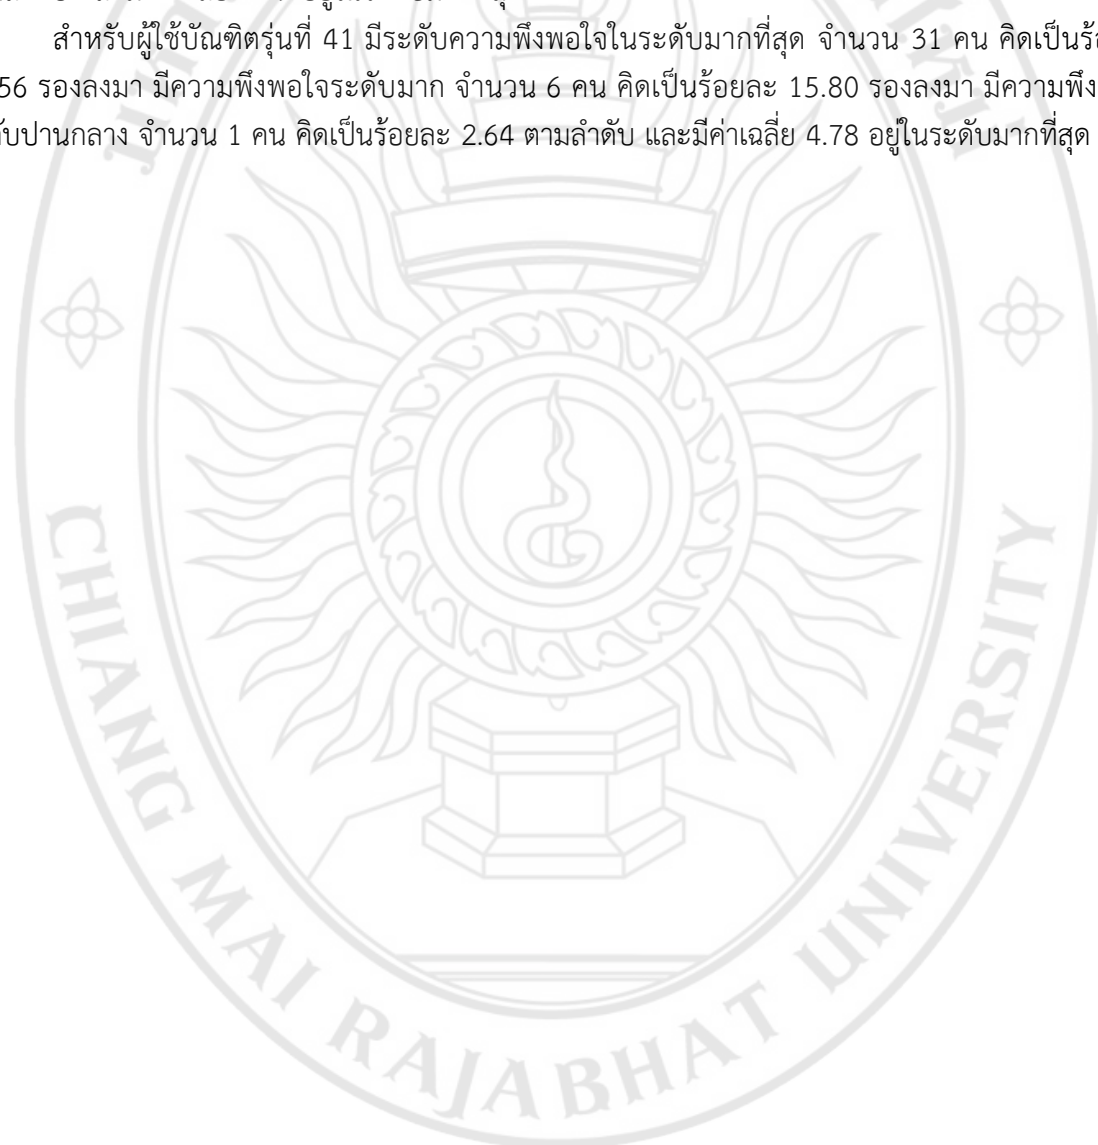 สำหรับผู้ใช้บัณฑิตรุ่นที่ 41 มีระดับความพึงพอใจในระดับมากที่สุด จำนวน 31 คน คิดเป็น
56 รองลงมา มีความพึงพอใจระดับมาก จำนวน 6 คน คิดเป็นร้อยละ 15.80 รองลงมา มีความพึง
ปานกลาง จำนวน 1 คน คิดเป็นร้อยละ 2.64 ตามลำดับ และมีค่าเฉลี่ย 4.78 อยู่ในระดับมากที่สุด
CHIANG MAI RAJABHAT UNIVERSITY